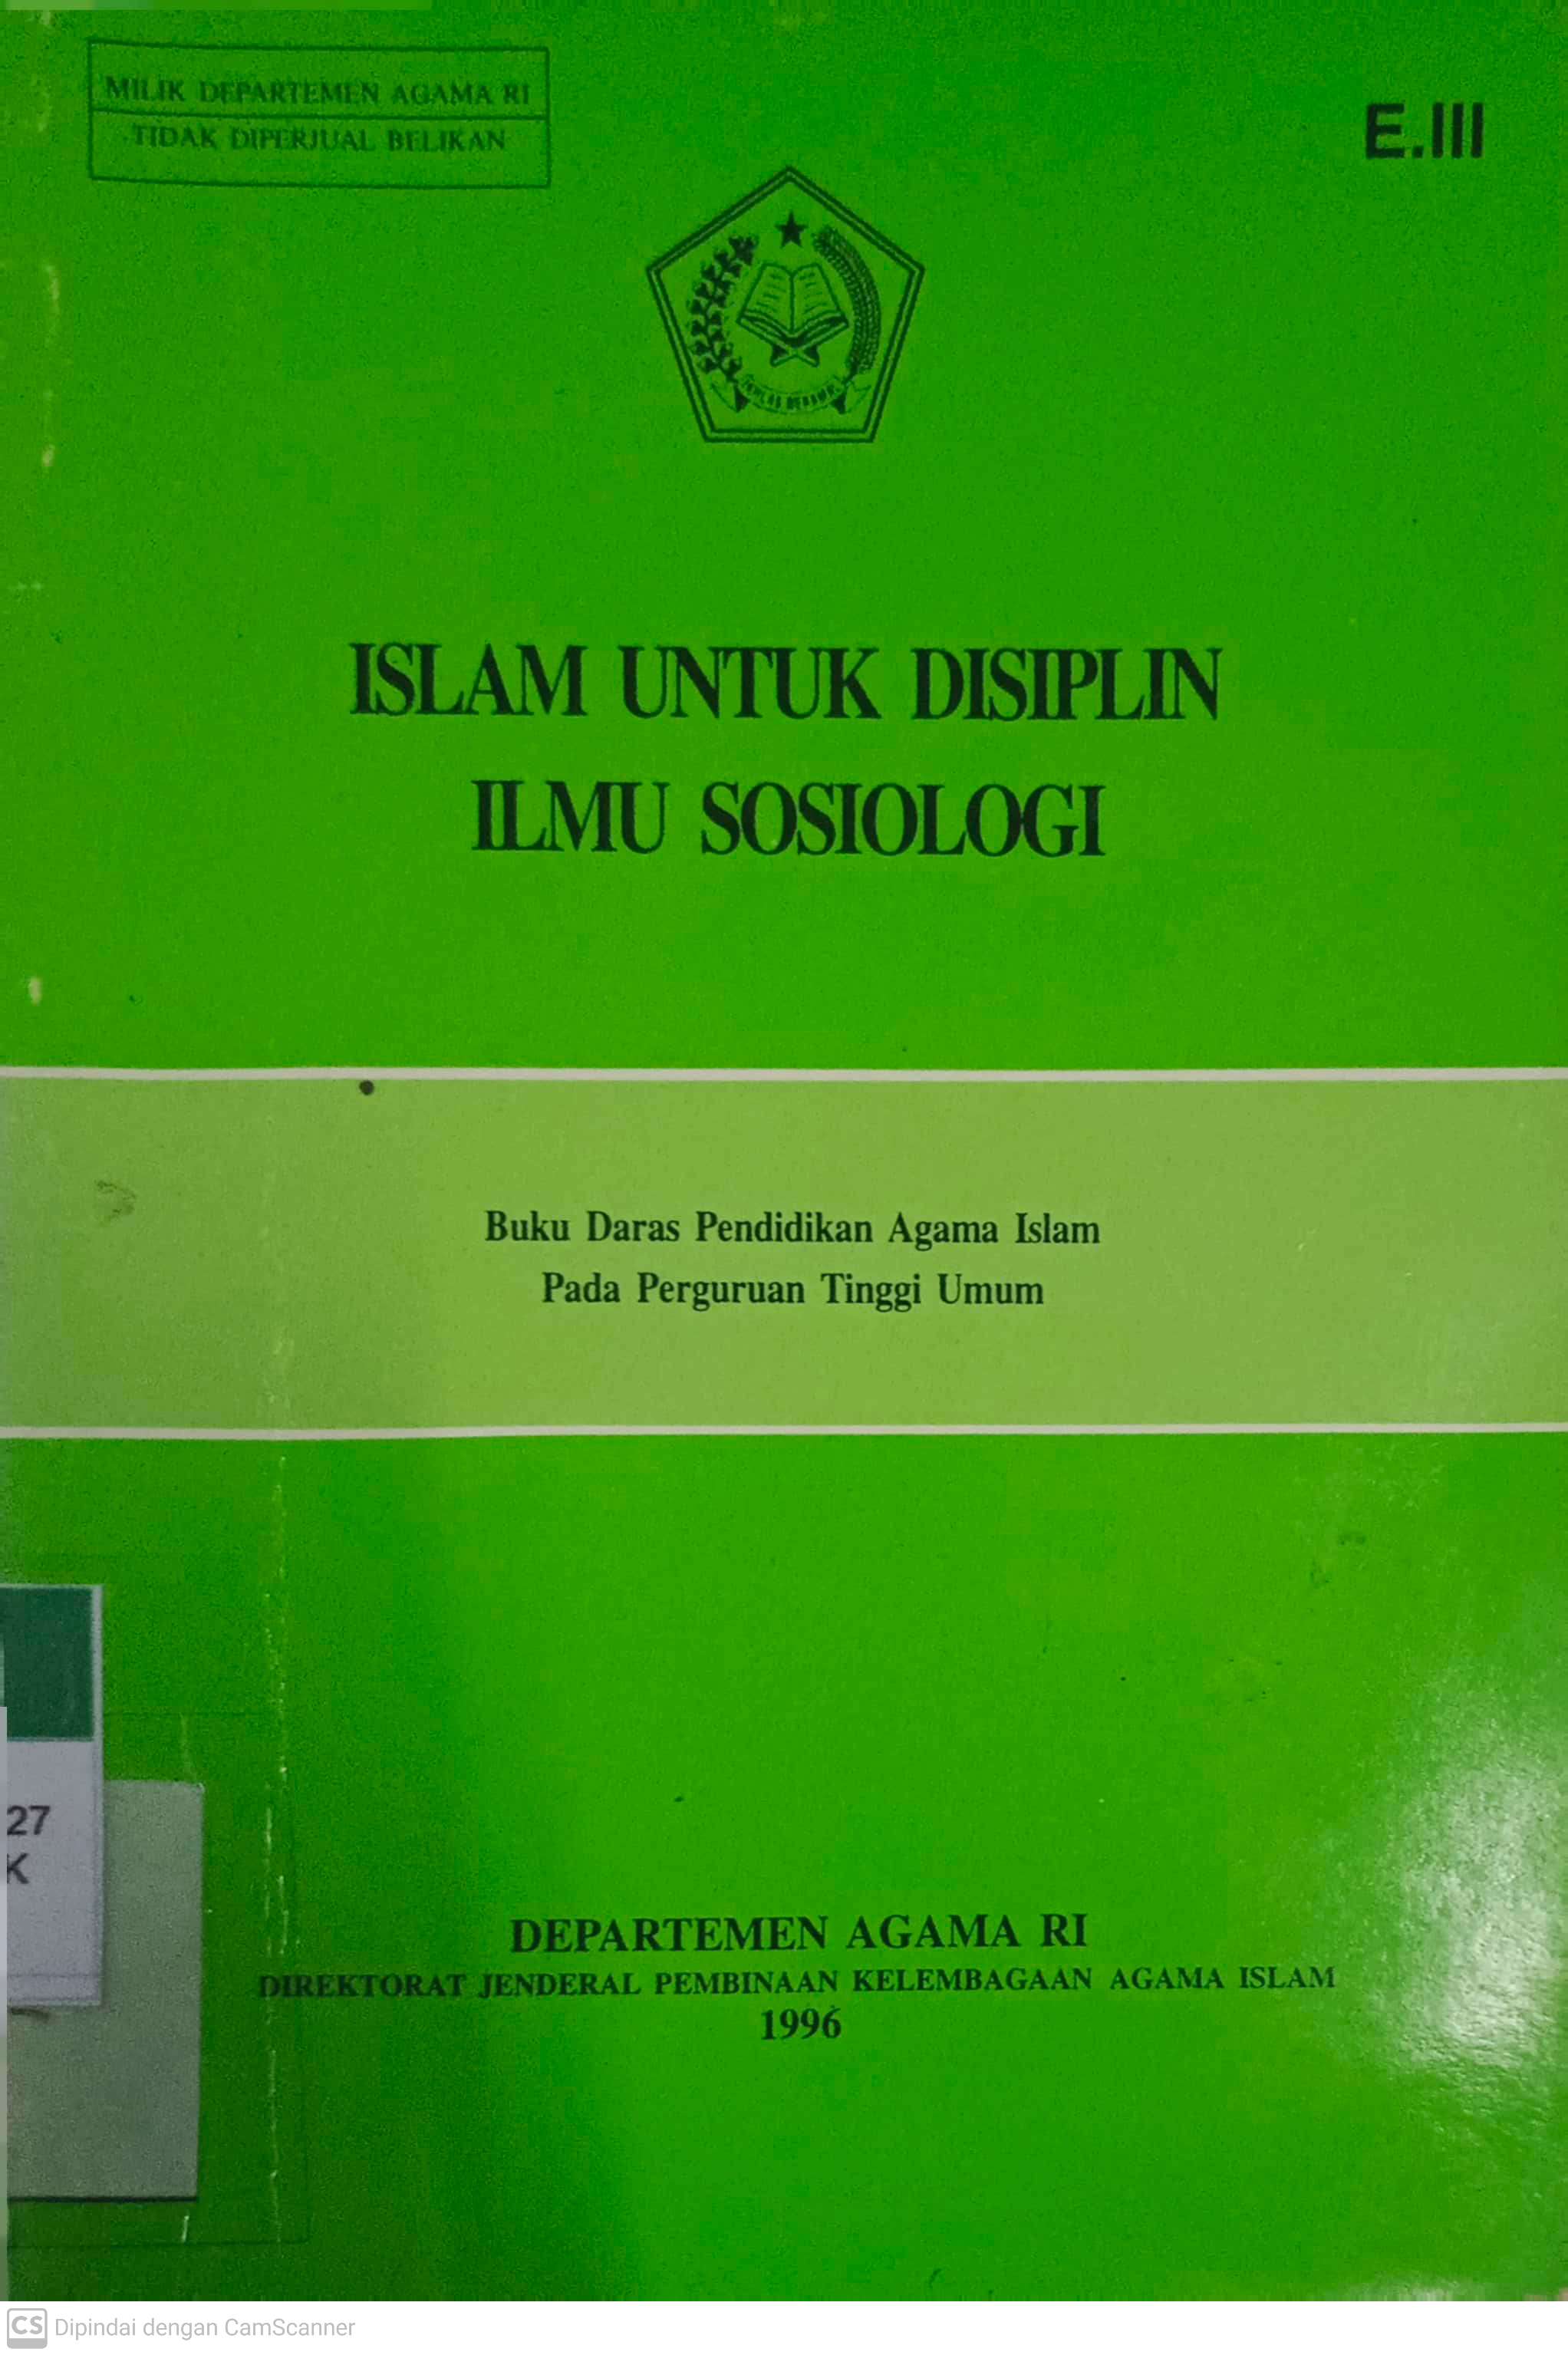 MILIK DEPARTEMEN AGAMA RI
TIDAK DIPERJUAL BELIKAN
E.III
ISLAM UNTUK DISIPLIN
ILMU SOSIOLOGI
Buku Daras Pendidikan Agama Islam
Pada Perguruan Tinggi Umum
27
K
DEPARTEMEN AGAMA RI
DIREKTORAT JENDERAL PEMBINAAN KELEMBAGAAN AGAMA ISLAM
1996
CS Dipindai dengan CamScanner